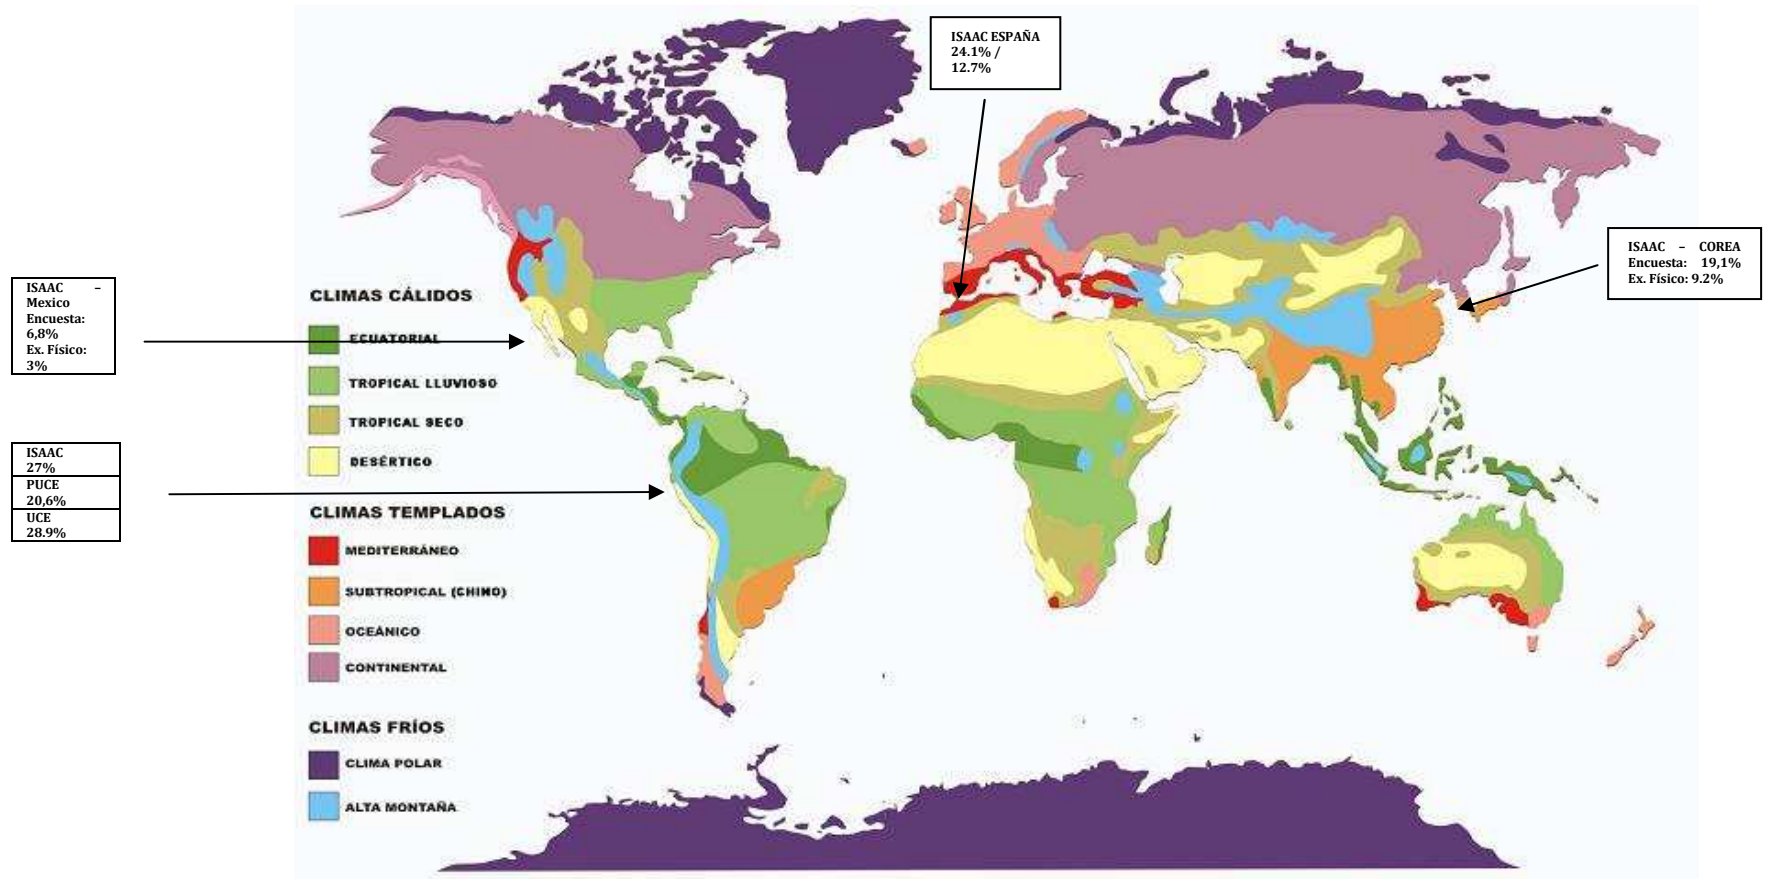 ISAAC ESPAÑA
24.1% /
12.7%
ISAAC – COREA
Encuesta: 19,1%
Ex. Físico: 9.2%
ISAAC –
Mexico
Encuesta:
6,8%
Ex. Físico:
3%
ISAAC
27%
PUCE
20,6%
UCE
28.9%
CLIMAS CÁLIDOS
ECUATORIAL
TROPICAL LLUVIOSO
TROPICAL SECO
DESÉRTICO
CLIMAS TEMPLADOS
MEDITERRÁNEO
SUBTROPICAL (CHINO)
OCEÁNICO
CONTINENTAL
CLIMAS FRÍOS
CLIMA POLAR
ALTA MONTAÑA